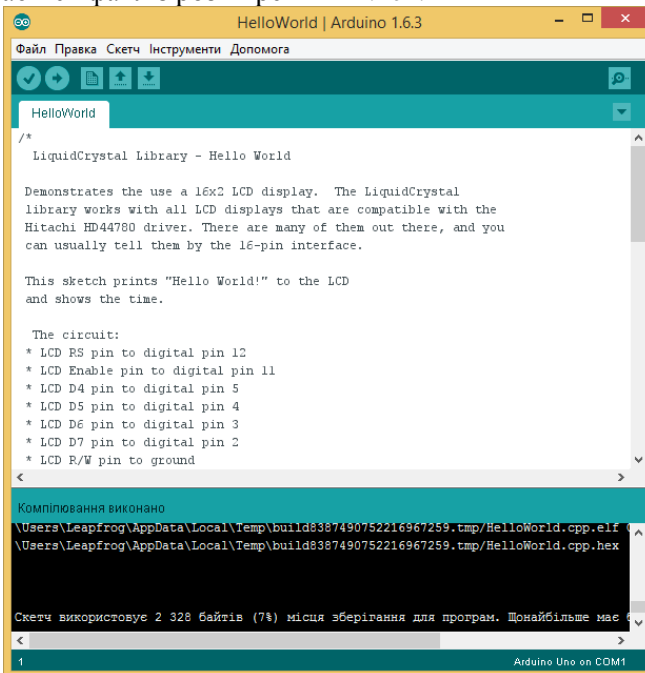 HelloWorld | Arduino 1.6.3
Файл Правка Скетч Інструменти Допомога
HelloWorld
/*
LiquidCrystal Library - Hello World
Demonstrates the use a 16x2 LCD display.  The LiquidCrystal
library works with all LCD displays that are compatible with the
Hitachi HD44780 driver. There are many of them out there, and you
can usually tell them by the 16-pin interface.
This sketch prints "Hello World!" to the LCD
and shows the time.
The circuit:
* LCD RS pin to digital pin 12
* LCD Enable pin to digital pin 11
* LCD D4 pin to digital pin 5
* LCD D5 pin to digital pin 4
* LCD D6 pin to digital pin 3
* LCD D7 pin to digital pin 2
* LCD R/W pin to ground
Компілювання виконано
\Users\Leapfrog\AppData\Local\Temp\build8387490752216967259.tmp/HelloWorld.cpp.elf
\Users\Leapfrog\AppData\Local\Temp\build8387490752216967259.tmp/HelloWorld.cpp.hex
Скетч використовує 2 328 байтів (7%) місця зберігання для програм. Щонайбільше має
1
Arduino Uno on COM1